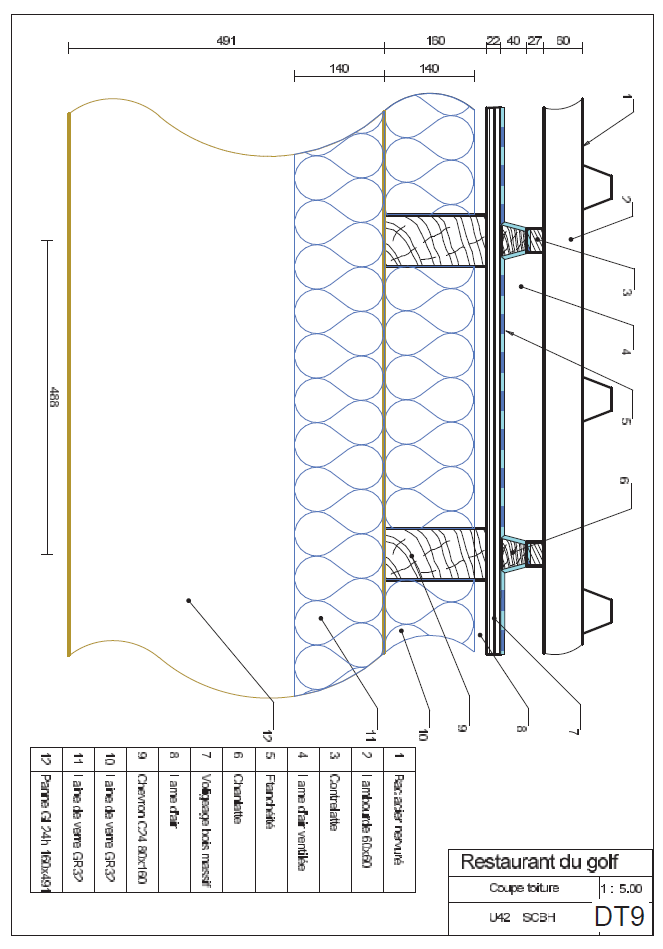 491 160 22 40 27 60
140 140
488
1
2
3
4
5
6
7
8
9
10
11
12
1 Bac acier nervuré
2 Lambourde 60x60
3 Contrelatte
4 Lame d'air ventilée
5 Etanchéité
6 Chanlatte
7 Voligeage bois massif
8 Lame d'air
9 Chevron C24 80x160
10 Laine de verre GR32
11 Laine de verre GR32
12 Panne Gl 24h 160x491
Restaurant du golf
Coupe toiture 1 : 5.00
U42 SCBH DT9